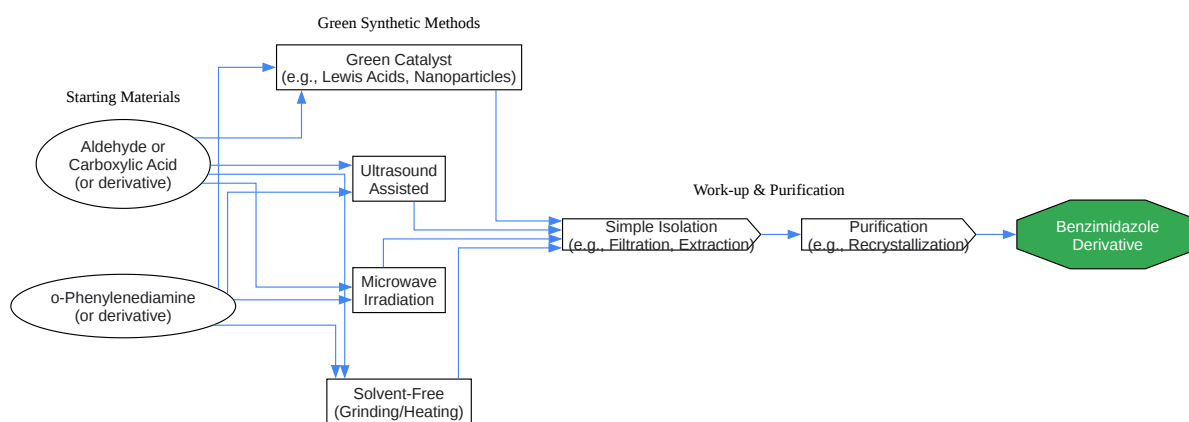 Green Synthetic Methods
Green Catalyst
(e.g., Lewis Acids, Nanoparticles)
Starting Materials
Aldehyde or
Carboxylic Acid
(or derivative)
Ultrasound
Assisted
Work-up & Purification
Simple Isolation
(e.g., Filtration, Extraction)
Purification
(e.g., Recrystallization)
Benzimidazole
Derivative
Microwave
Irradiation
o-Phenylenediamine
(or derivative)
Solvent-Free
(Grinding/Heating)